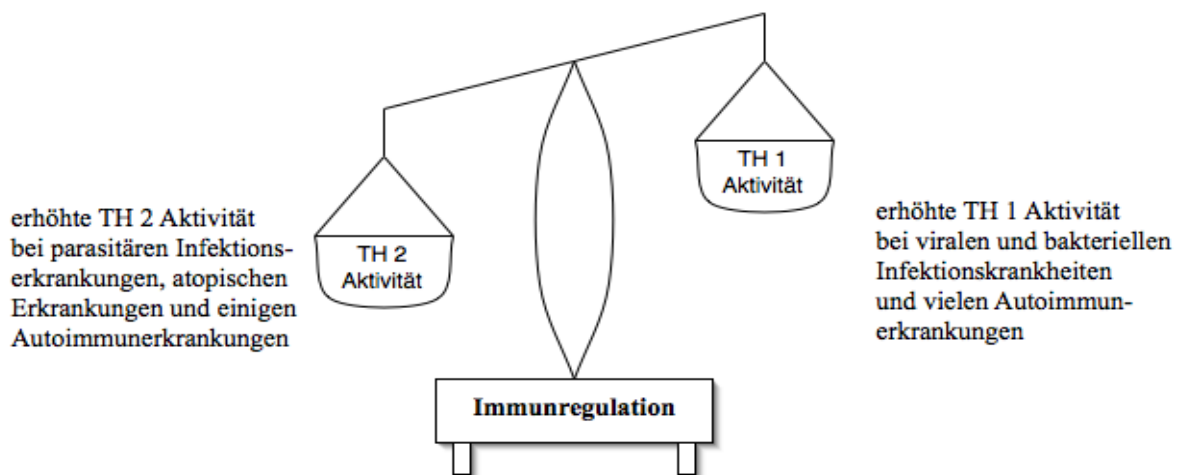 TH 1
Aktivität
erhöhte TH 2 Aktivität
bei parasitären Infektions-
erkrankungen, atopischen
Erkrankungen und einigen
Autoimmunerkrankungen
TH 2
Aktivität
erhöhte TH 1 Aktivität
bei viralen und bakteriellen
Infektionskrankheiten
und vielen Autoimmun-
erkrankungen
Immunregulation